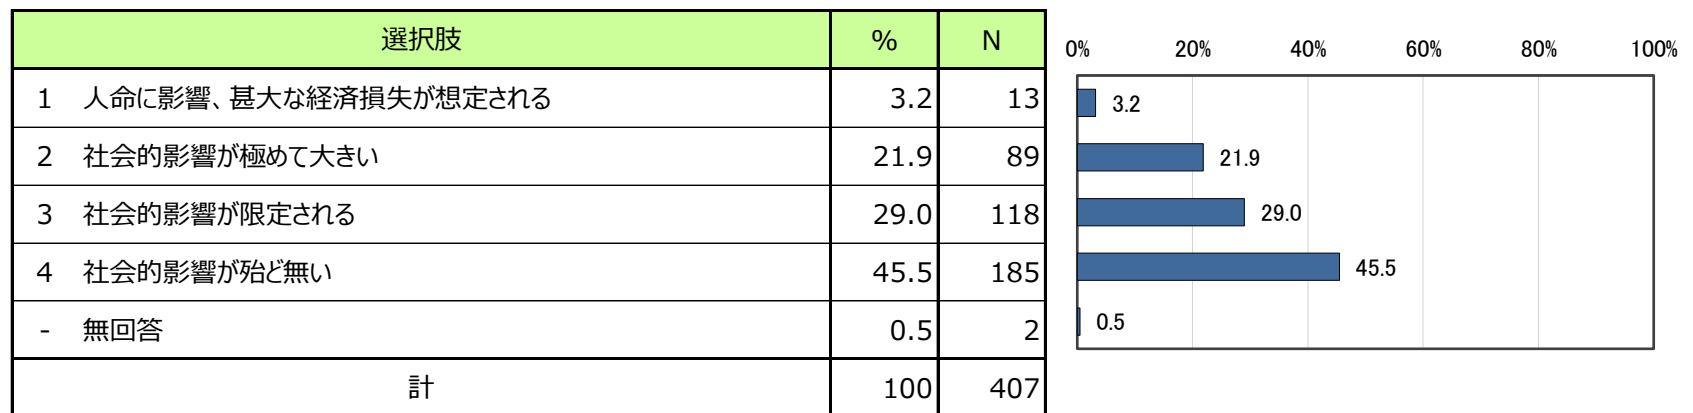 選択肢 % N
1 人命に影響、甚大な経済損失が想定される 3.2 13
2 社会的影響が極めて大きい 21.9 89
3 社会的影響が限定される 29.0 118
4 社会的影響が殆ど無い 45.5 185
- 無回答 0.5 2
計 100 407
0% 20% 40% 60% 80% 100%
3.2
21.9
29.0
45.5
0.5